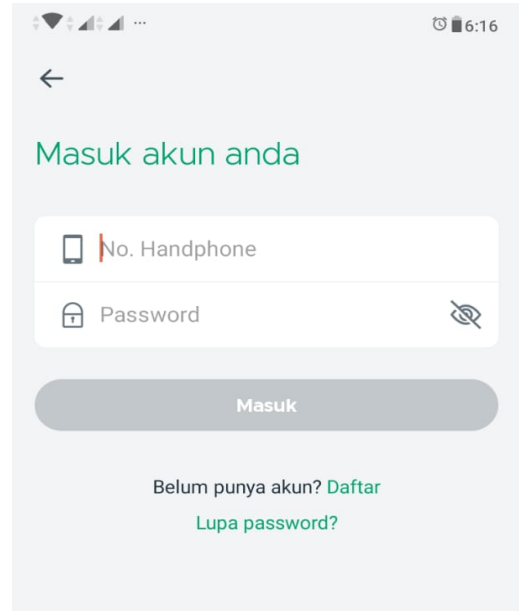 6:16
Masuk akun anda
No. Handphone
Password
Masuk
Belum punya akun? Daftar
Lupa password?